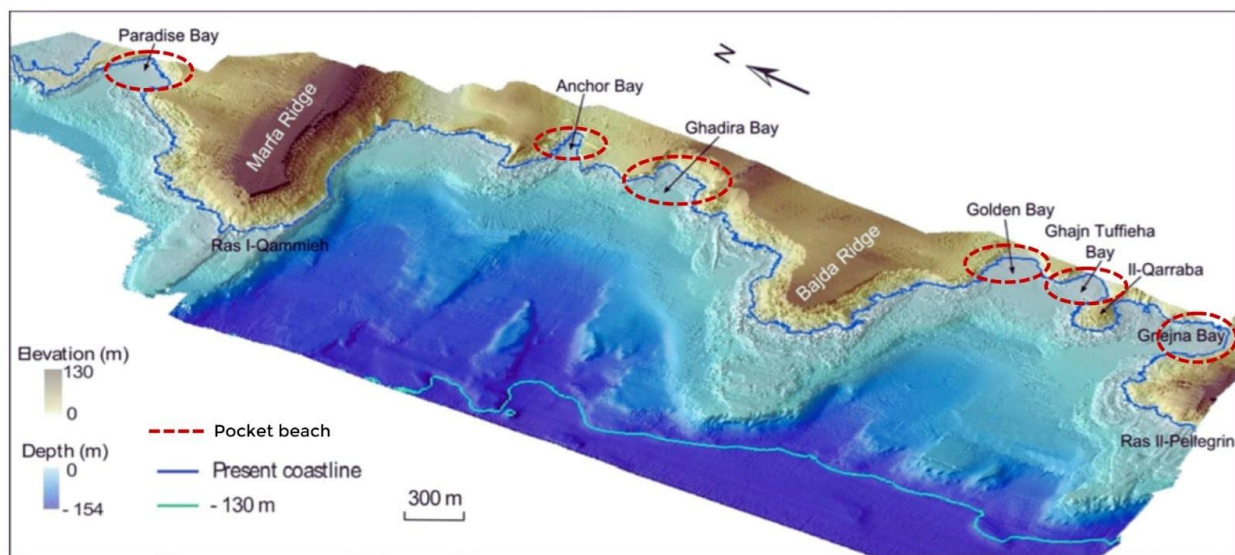 Paradise Bay
N
Anchor Bay
Ghadira Bay
Marfa Ridge
Golden Bay
Ghajn Tuffieha
Bay
Il-Qarraba
Ras I-Qammieh
Bajda Ridge
Gnejna Bay
Elevation (m)
130
0
Pocket beach
Ras Il-Pellegrin
Depth (m)
0
Present coastline
- 154
- 130 m
300 m